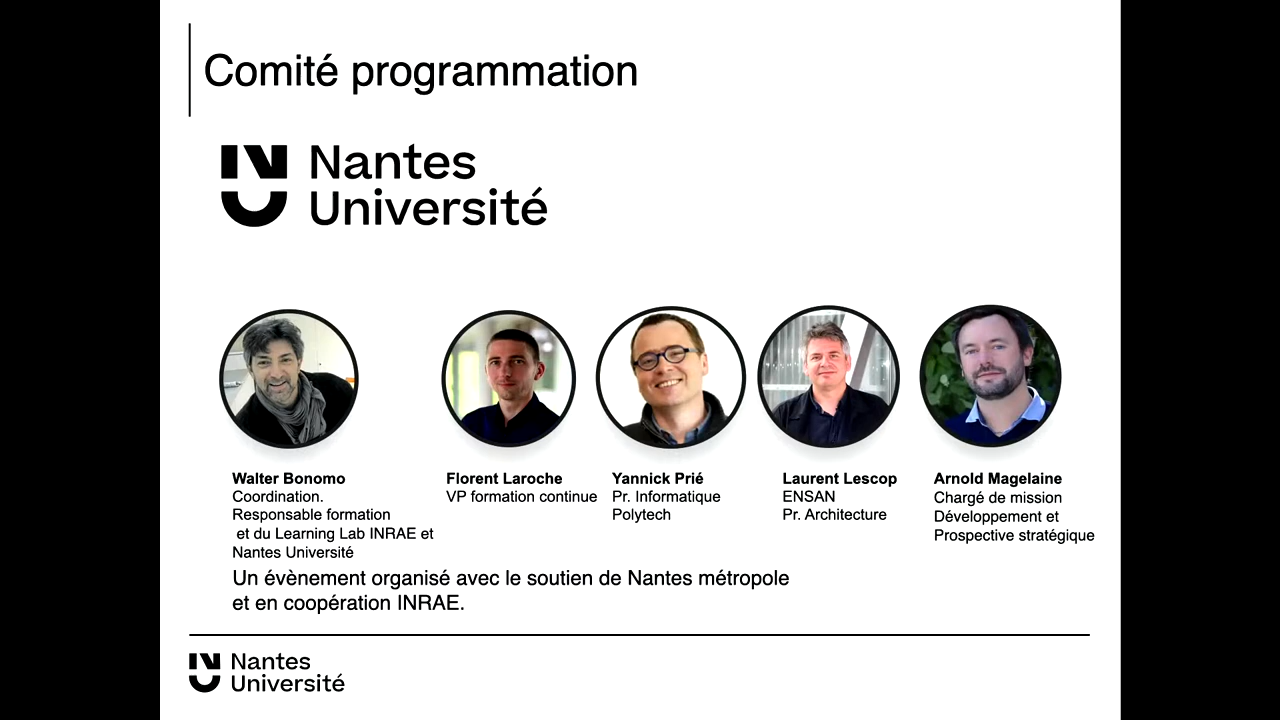 Comité programmation
Nantes
Université
Walter Bonomo
Coordination.
Responsable formation
et du Learning Lab INRAE et
Nantes Université
Florent Laroche
VP formation continue
Yannick Prié
Pr. Informatique
Polytech
Laurent Lescop
ENSAN
Pr. Architecture
Arnold Magelaine
Chargé de mission
Développement et
Prospective stratégique
Un évènement organisé avec le soutien de Nantes métropole
et en coopération INRAE.
Nantes
Université